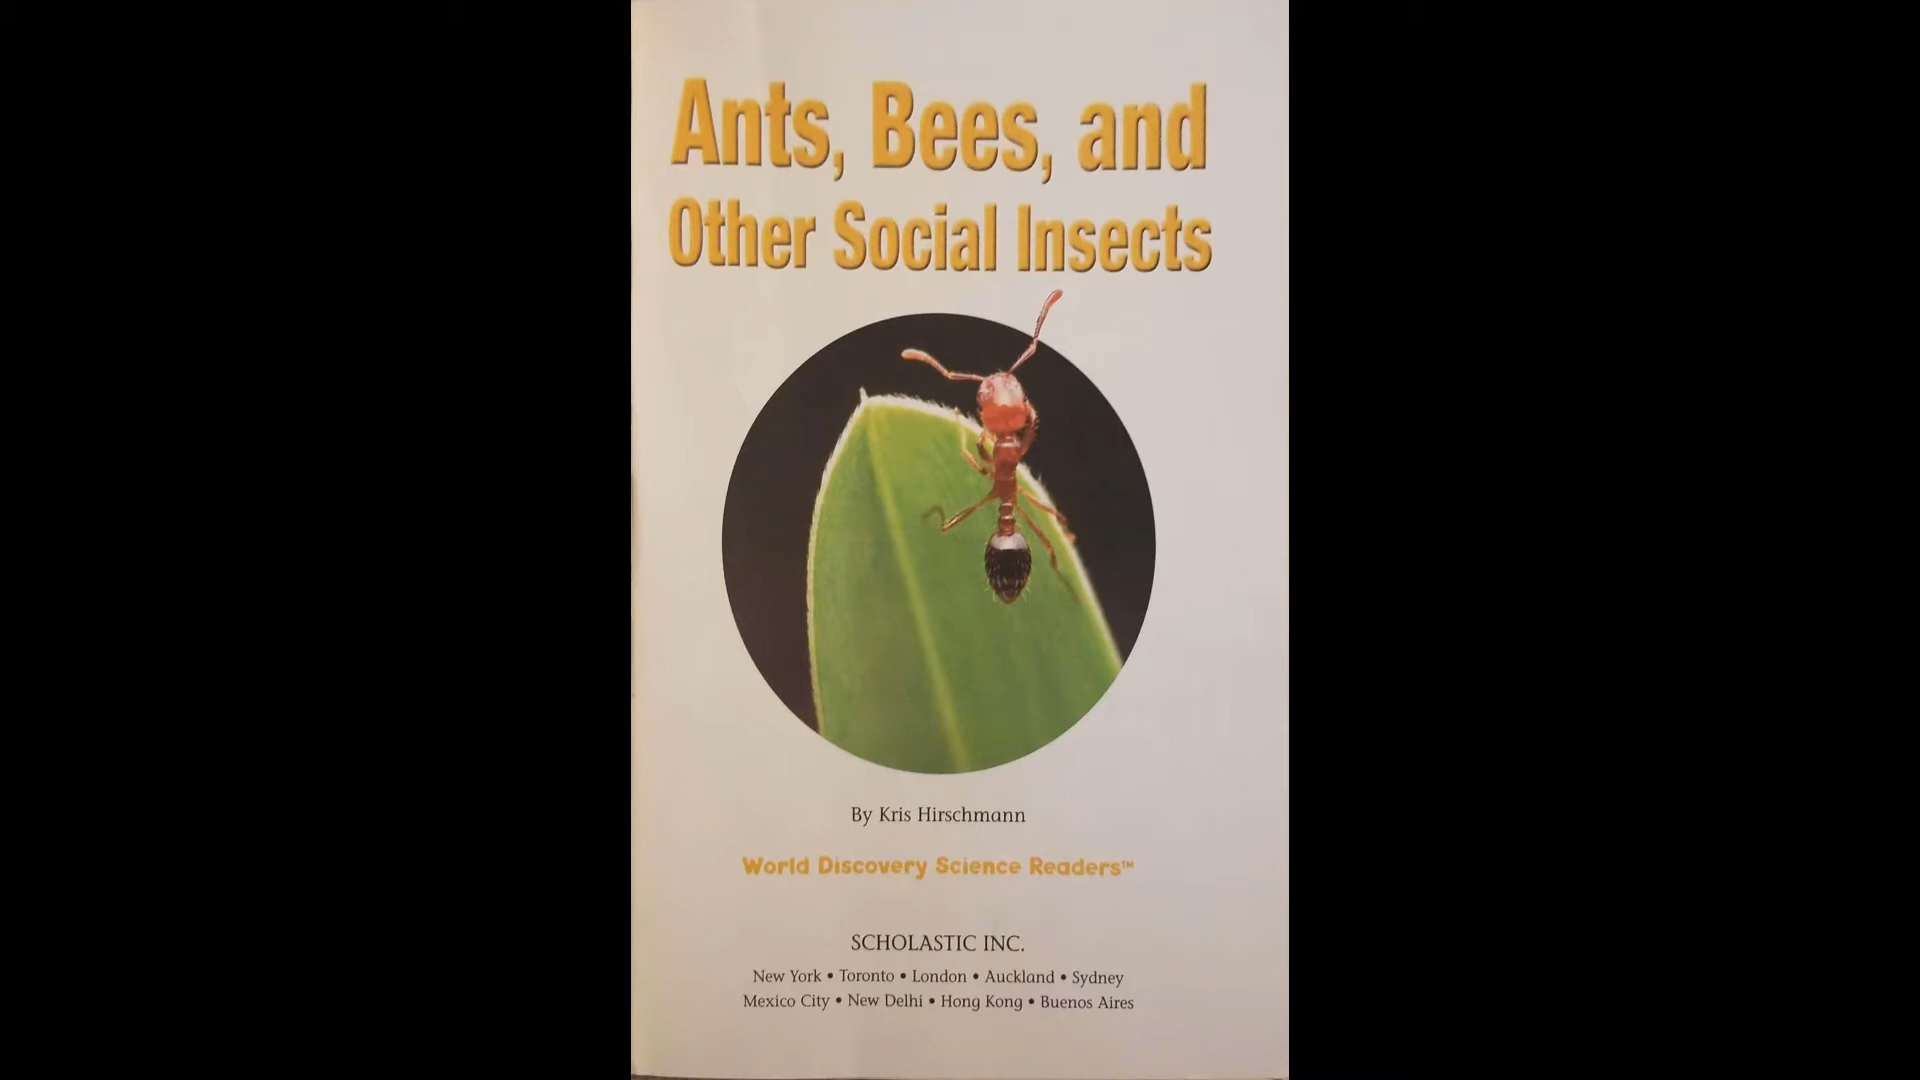 Ants, Bees, and
Other Social Insects
By Kris Hirschmann
World Discovery Science Readers™
SCHOLASTIC INC.
New York • Toronto • London • Auckland • Sydney
Mexico City • New Delhi • Hong Kong • Buenos Aires